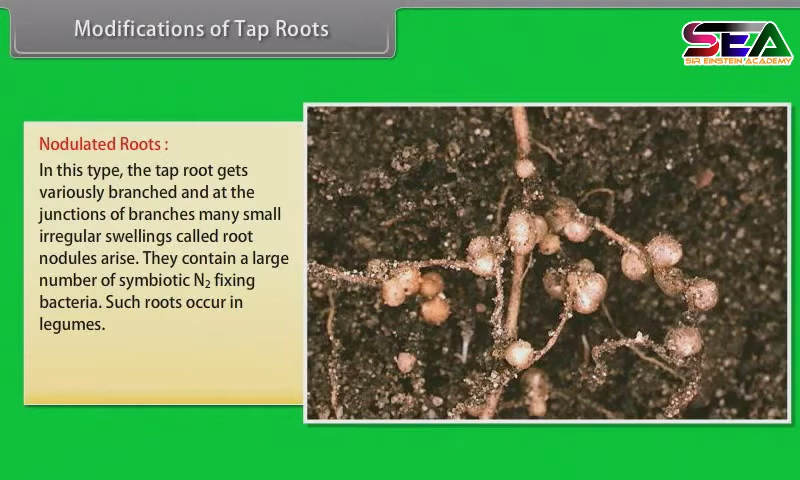 Modifications of Tap Roots
SEA
SIR EINSTEIN ACADEMY
Nodulated Roots :
In this type, the tap root gets
variously branched and at the
junctions of branches many small
irregular swellings called root
nodules arise. They contain a large
number of symbiotic N₂ fixing
bacteria. Such roots occur in
legumes.